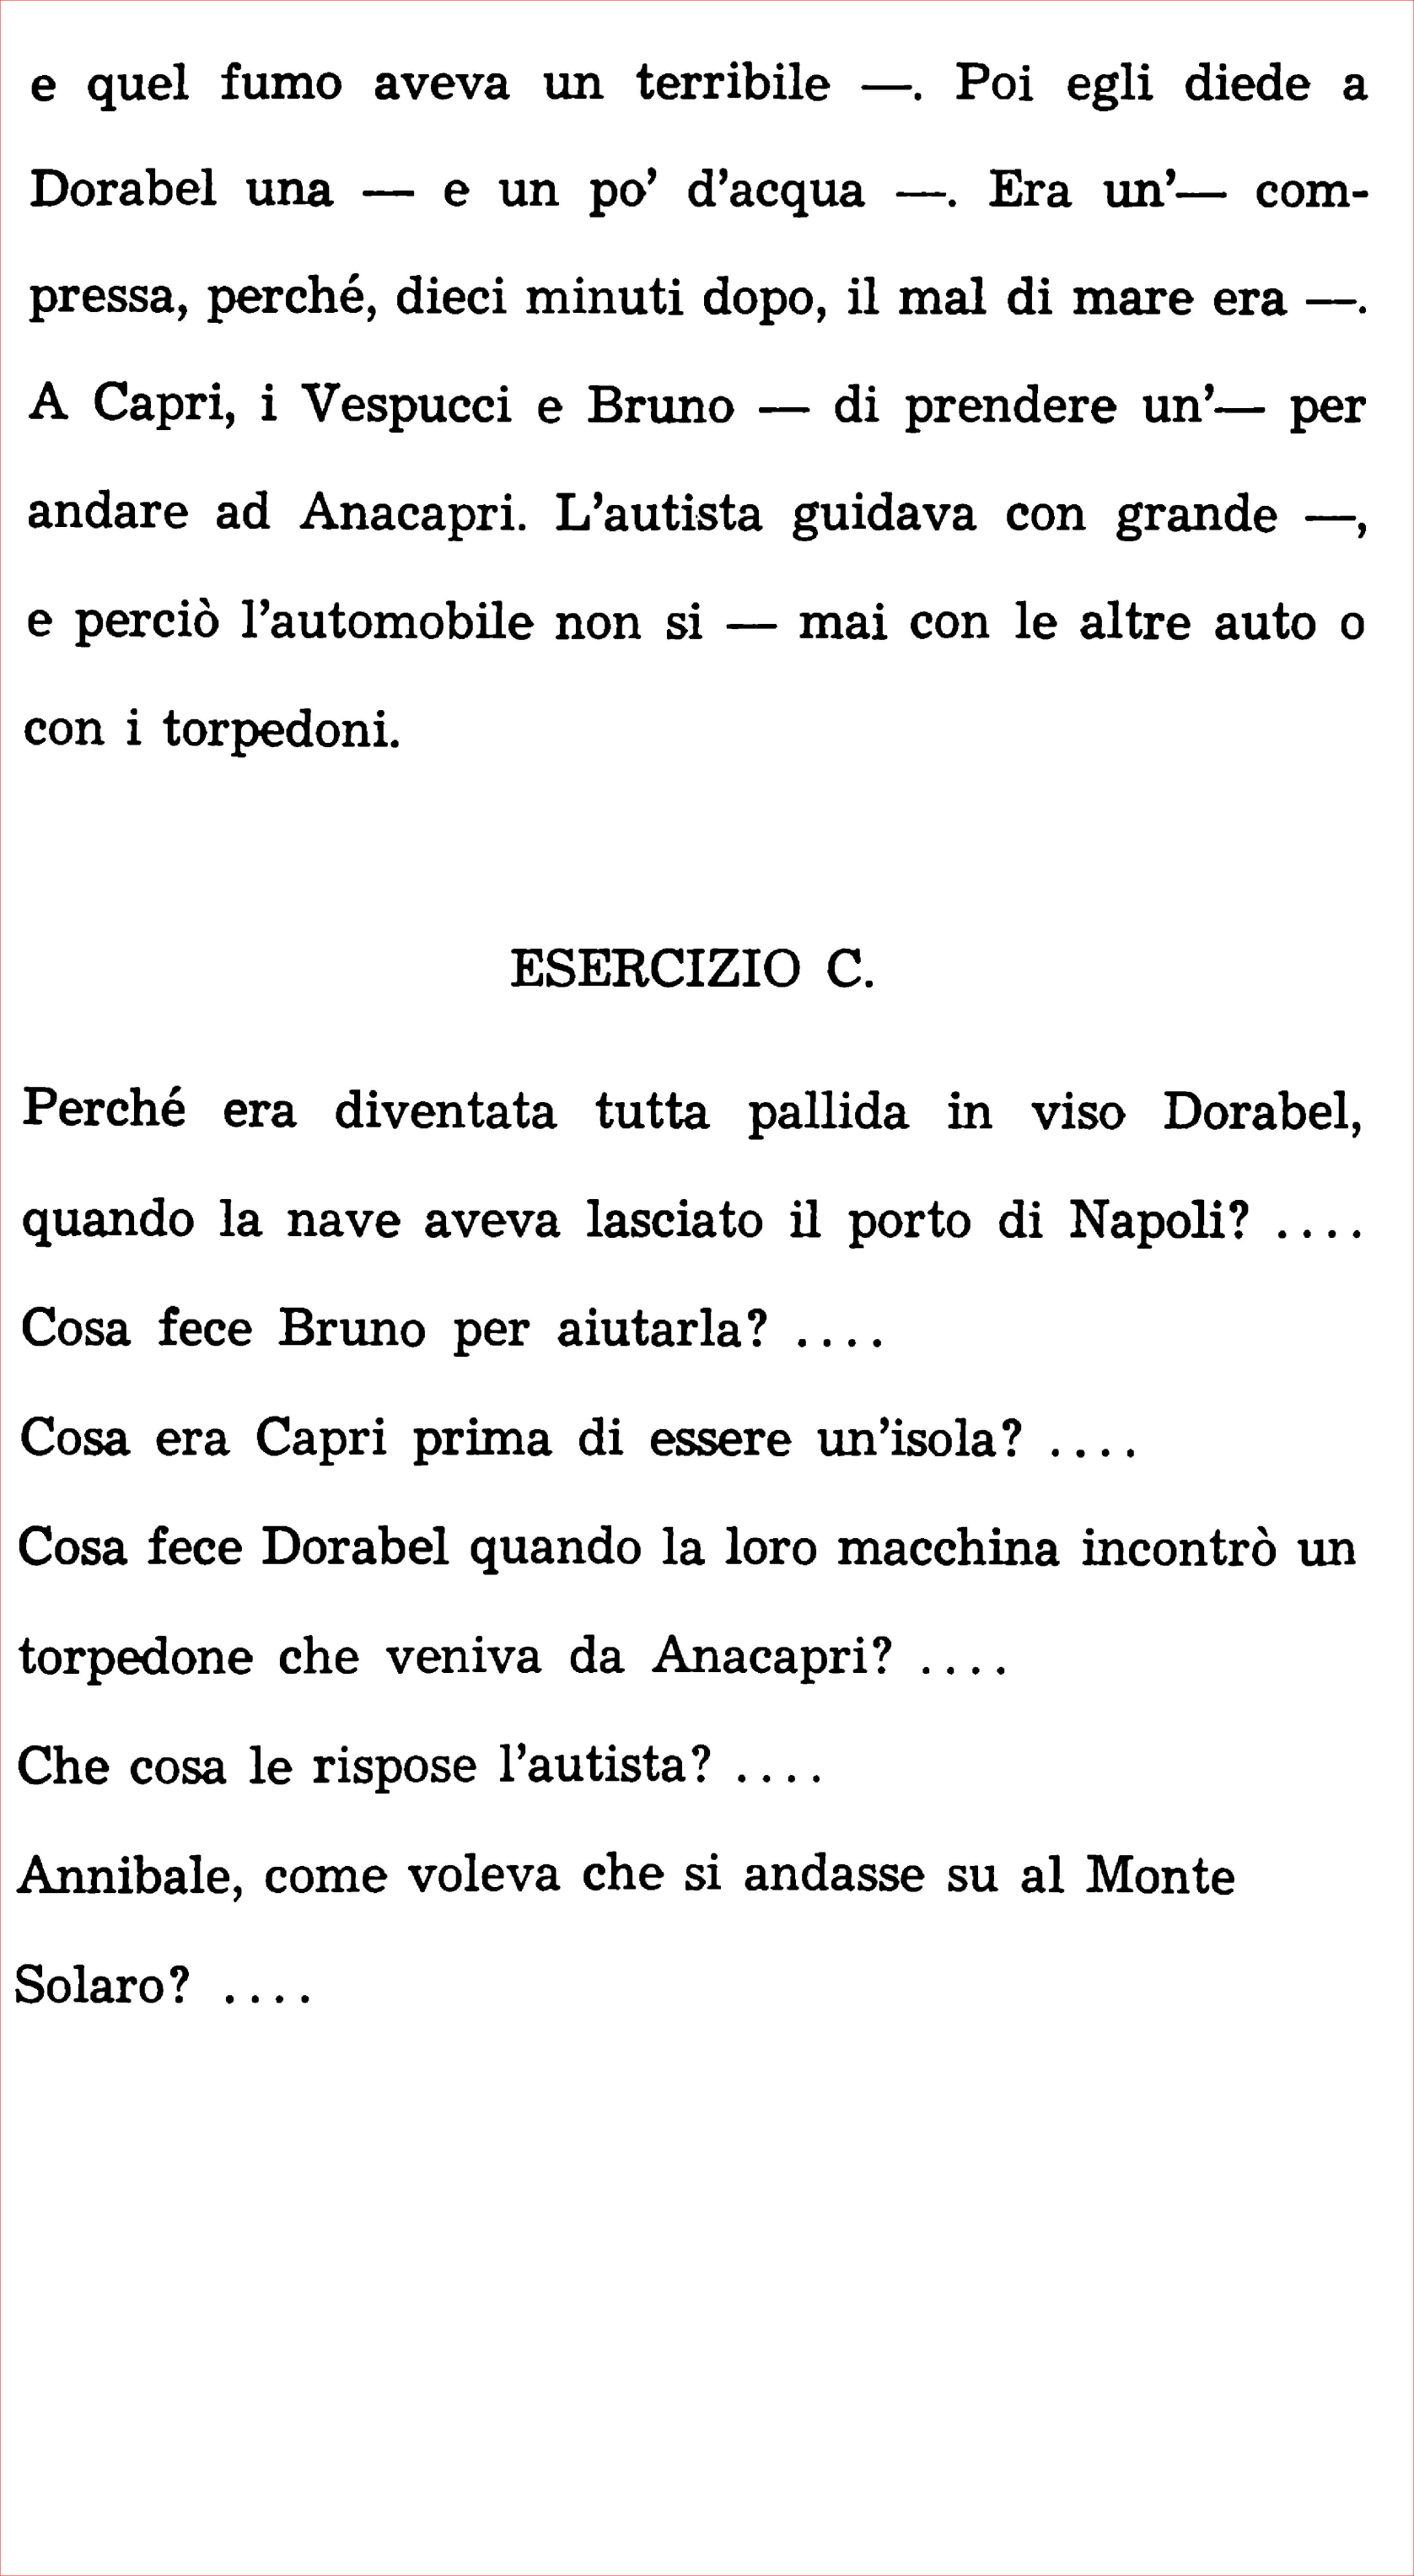 e quel fumo aveva un terribile —. Poi egli diede a
Dorabel una — e un po’ d’acqua —. Era un’— com-
pressa, perché, dieci minuti dopo, il mal di mare era —.
A Capri, i Vespucci e Bruno — di prendere un’— per
andare ad Anacapri. L’autista guidava con grande —,
e perciò l’automobile non si — mai con le altre auto o
con i torpedoni.
ESERCIZIO C.
Perché era diventata tutta pallida in viso Dorabel,
quando la nave aveva lasciato il porto di Napoli? ....
Cosa fece Bruno per aiutarla? ....
Cosa era Capri prima di essere un’isola? ....
Cosa fece Dorabel quando la loro macchina incontrò un
torpedone che veniva da Anacapri? ....
Che cosa le rispose l’autista? ....
Annibale, come voleva che si andasse su al Monte
Solaro? ....